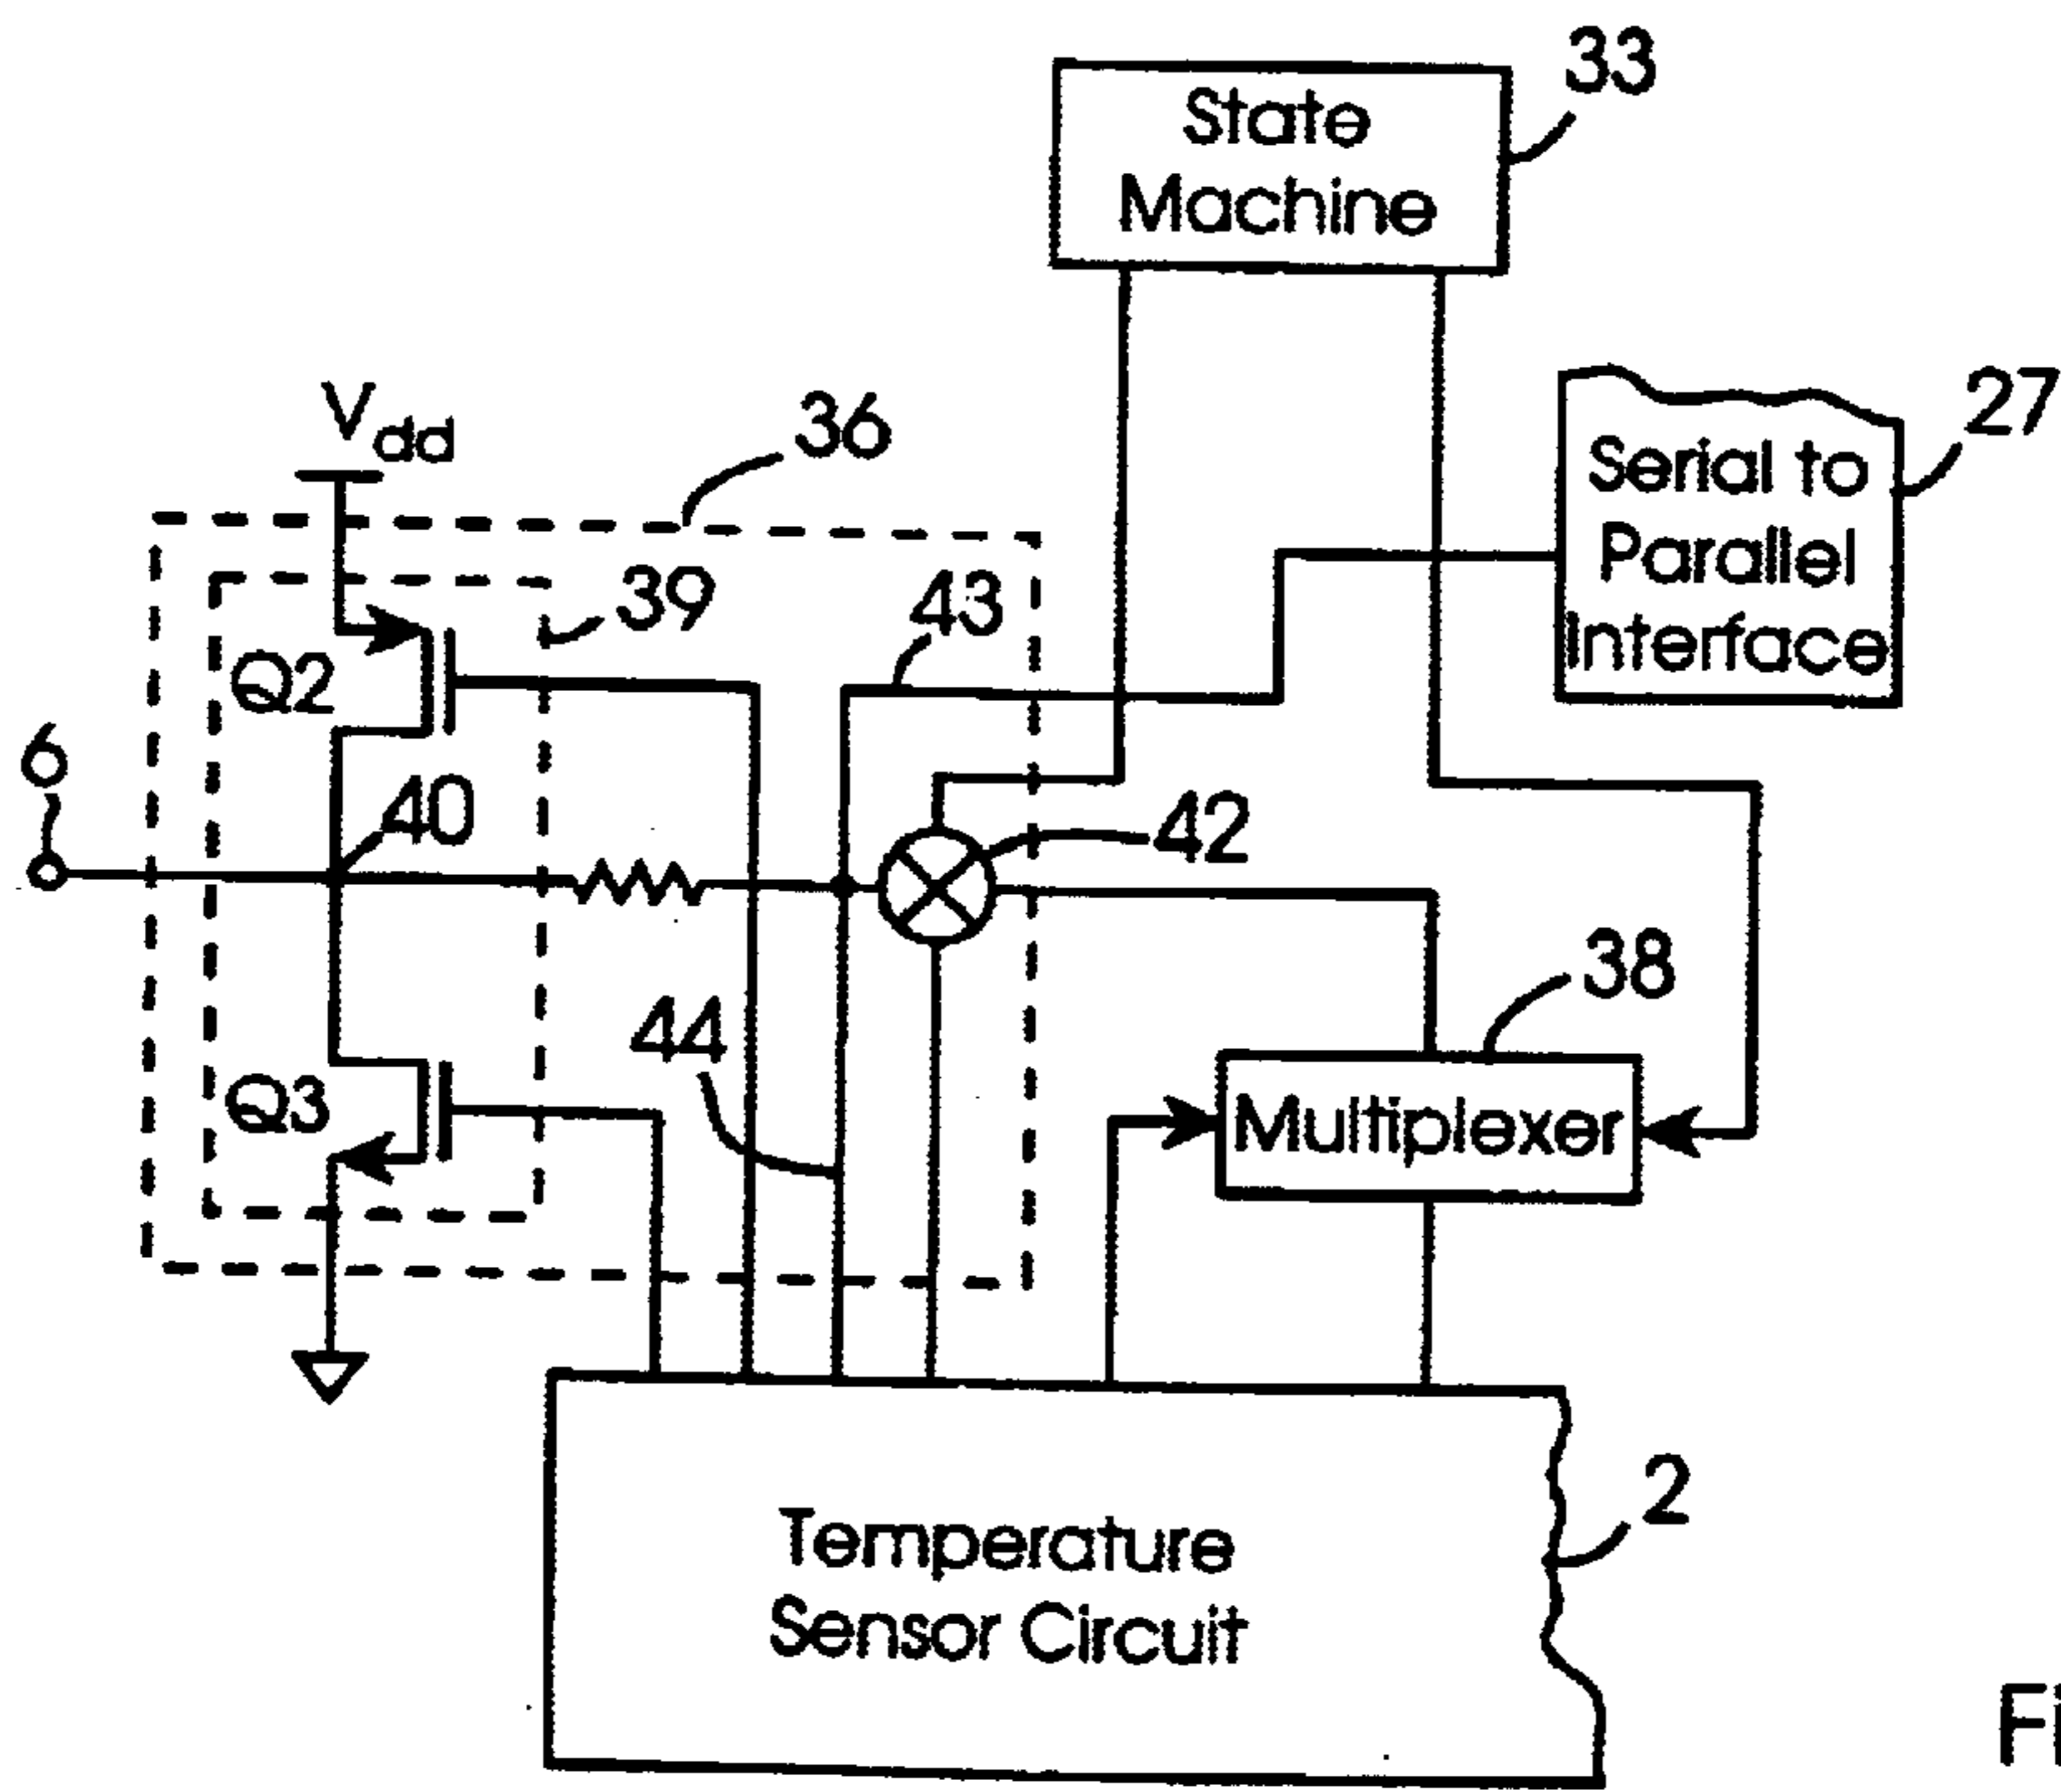 33
State
Machine
27
Serial to
Parallel
Interface
Vdd
36
39
43
Q2
6
40
42
38
44
Q3
Multiplexer
2
Temperature
Sensor Circuit
Fi